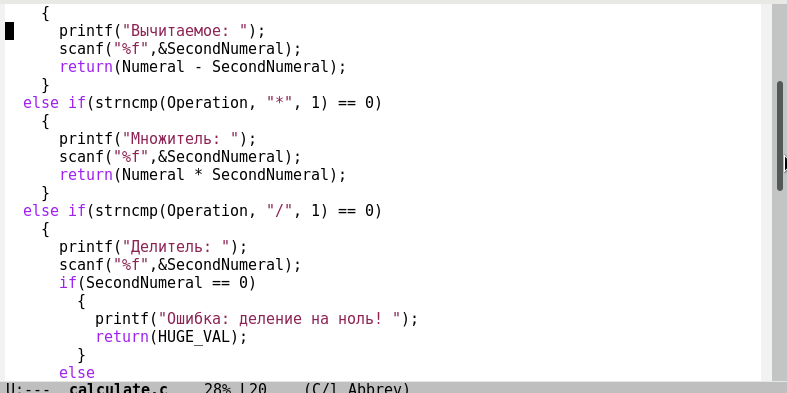 {
printf("Вычитаемое: ");
scanf("%f",&SecondNumeral);
return(Numeral - SecondNumeral);
}
else if(strncmp(Operation, "*", 1) == 0)
{
printf("Множитель: ");
scanf("%f",&SecondNumeral);
return(Numeral * SecondNumeral);
}
else if(strncmp(Operation, "/", 1) == 0)
{
printf("Делитель: ");
scanf("%f",&SecondNumeral);
if(SecondNumeral == 0)
{
printf("Ошибка: деление на ноль! ");
return(HUGE_VAL);
}
else
U:--- calculate.c 28% L20 (C/l Abbrev)